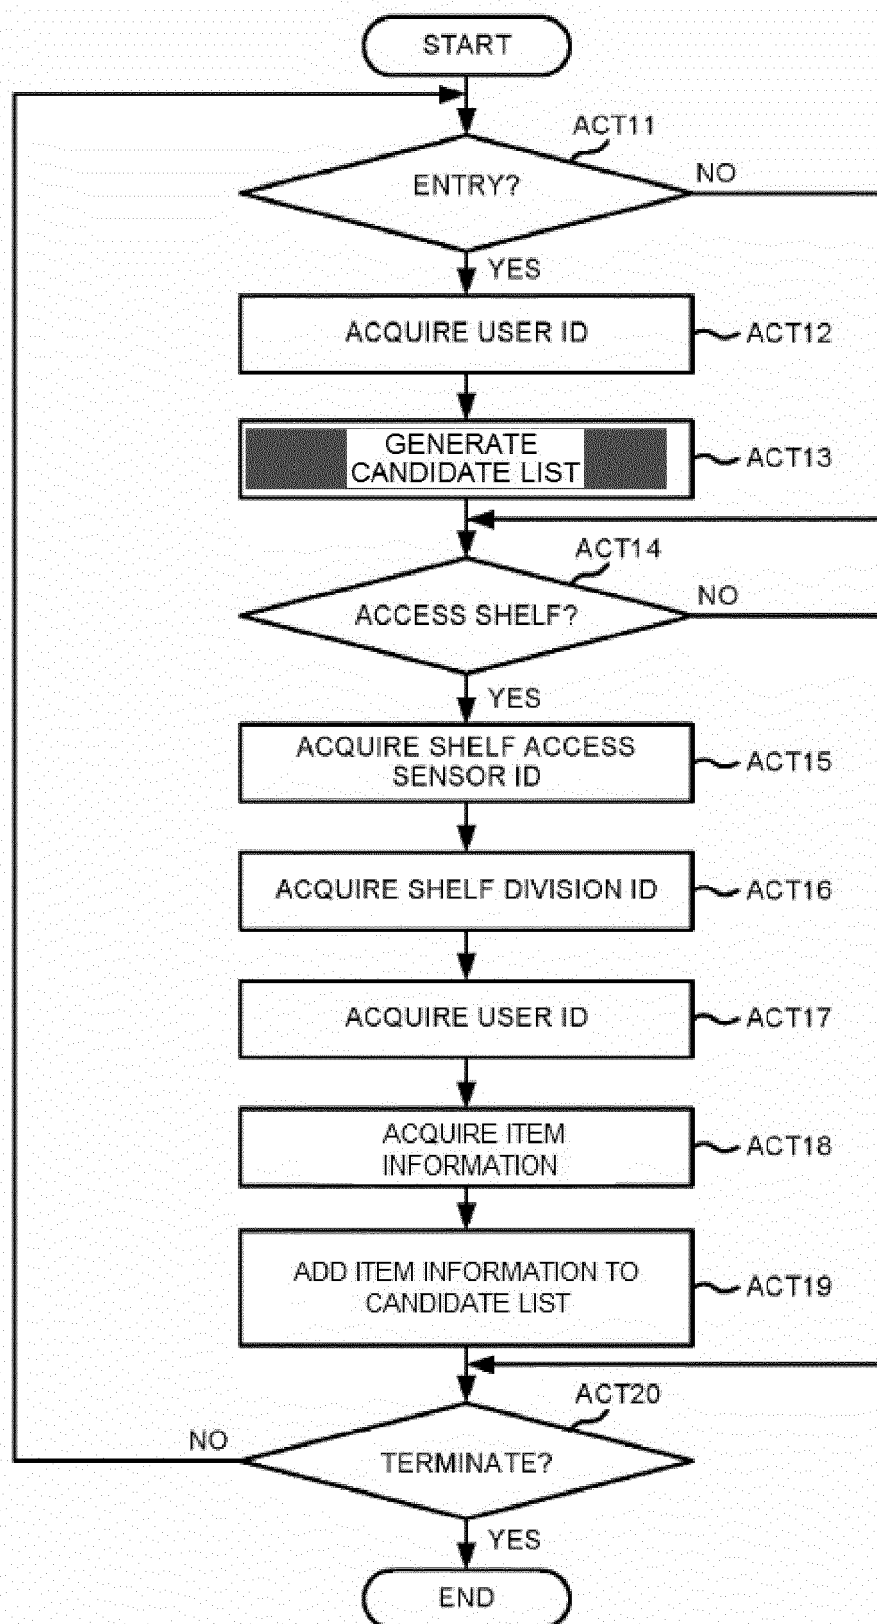 START
ACT11
ENTRY?
NO
YES
ACQUIRE USER ID
ACT12
GENERATE
CANDIDATE LIST
ACT13
ACT14
ACCESS SHELF?
NO
YES
ACQUIRE SHELF ACCESS
SENSOR ID
ACT15
ACQUIRE SHELF DIVISION ID
ACT16
ACQUIRE USER ID
ACT17
ACQUIRE ITEM
INFORMATION
ACT18
ADD ITEM INFORMATION TO
CANDIDATE LIST
ACT19
ACT20
NO
TERMINATE?
YES
END